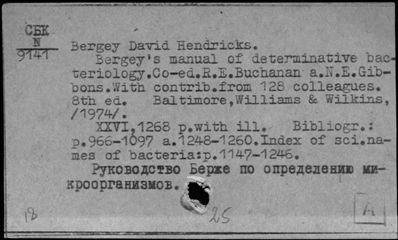 СБК
N
9141
Bergey David Hendricks.
Bergey's manual of determinative bac-
teriology.Co-ed.R.E.Buchanan a.N.E.Gib-
bons.With contrib.from 128 colleagues.
8th ed. Baltimore,Williams & Wilkins,
/1974/.
XXVI,1268 p.with ill. Bibliogr.:
p.966-1097 a.1248-1260.Index of sci.na-
mes of bacteria:p.1147-1246.
Руководство Берже по определению ми-
кроорганизмов.
18 25 А